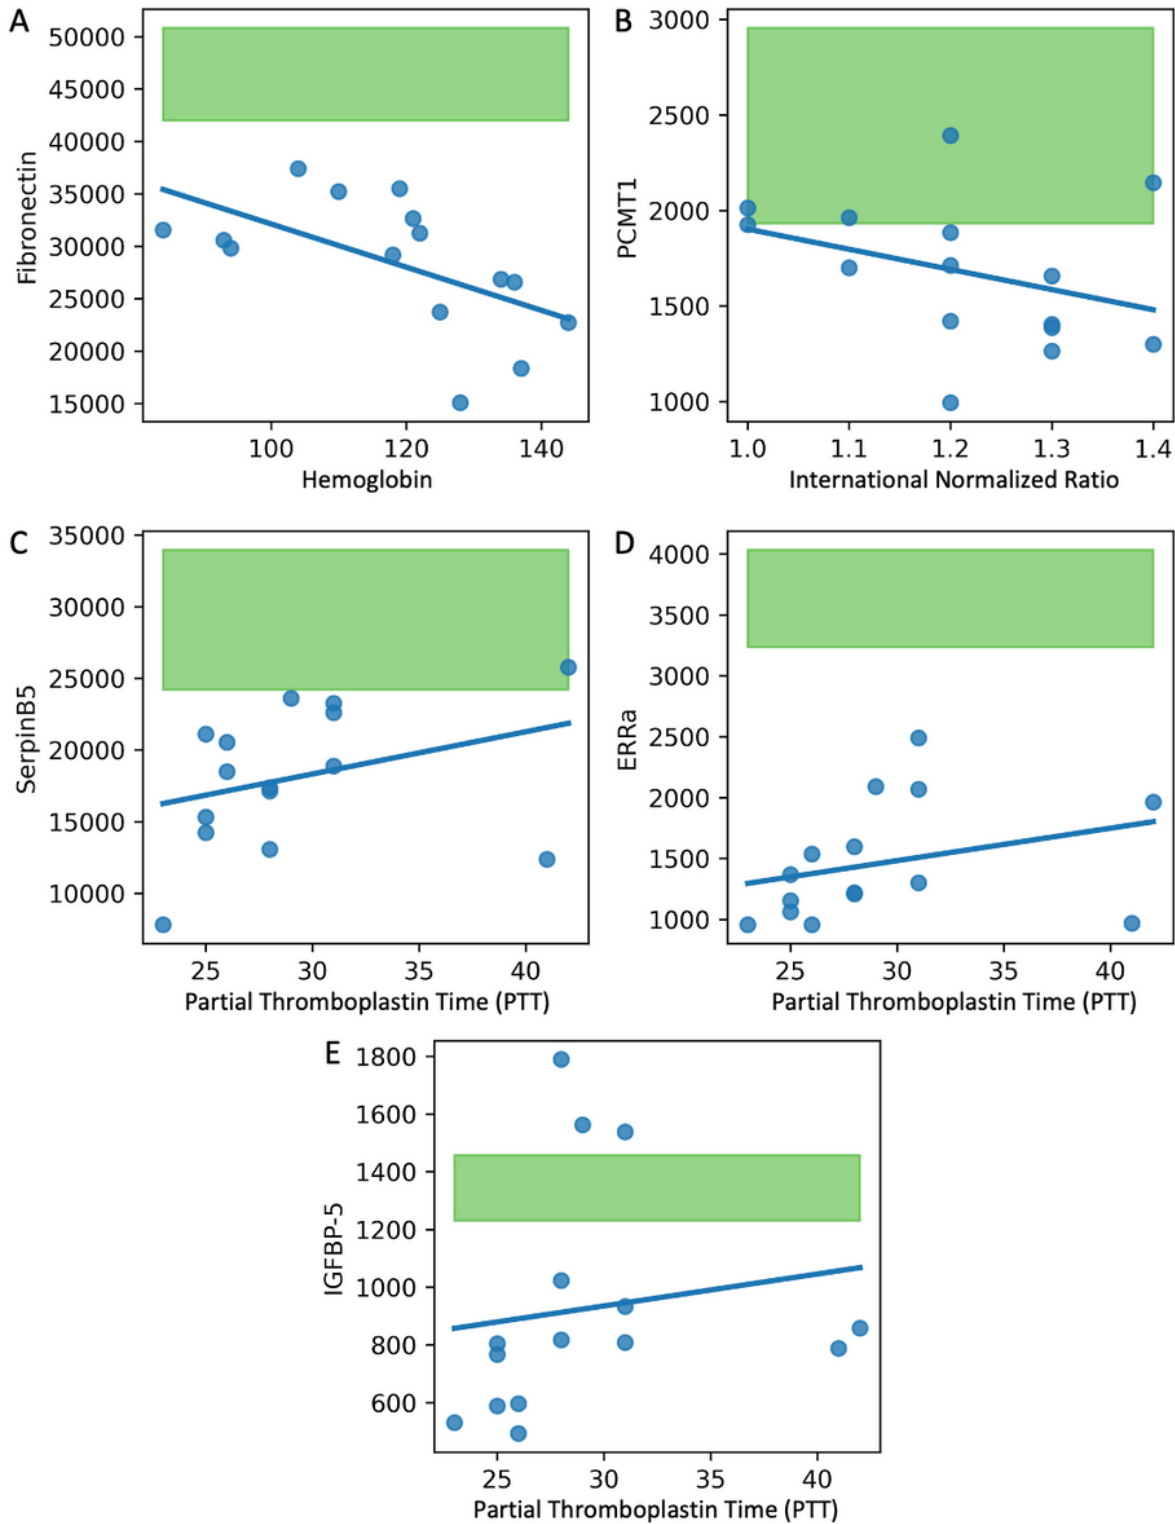 A
50000
45000
40000
35000
30000
25000
20000
15000
Fibronectin
100 120 140
Hemoglobin
B
3000
2500
2000
1500
1000
PCMT1
1.0 1.1 1.2 1.3 1.4
International Normalized Ratio
C
35000
30000
25000
20000
15000
10000
SerpinB5
25 30 35 40
Partial Thromboplastin Time (PTT)
D
4000
3500
3000
2500
2000
1500
1000
ERRa
25 30 35 40
Partial Thromboplastin Time (PTT)
E
1800
1600
1400
1200
1000
800
600
IGFBP-5
25 30 35 40
Partial Thromboplastin Time (PTT)